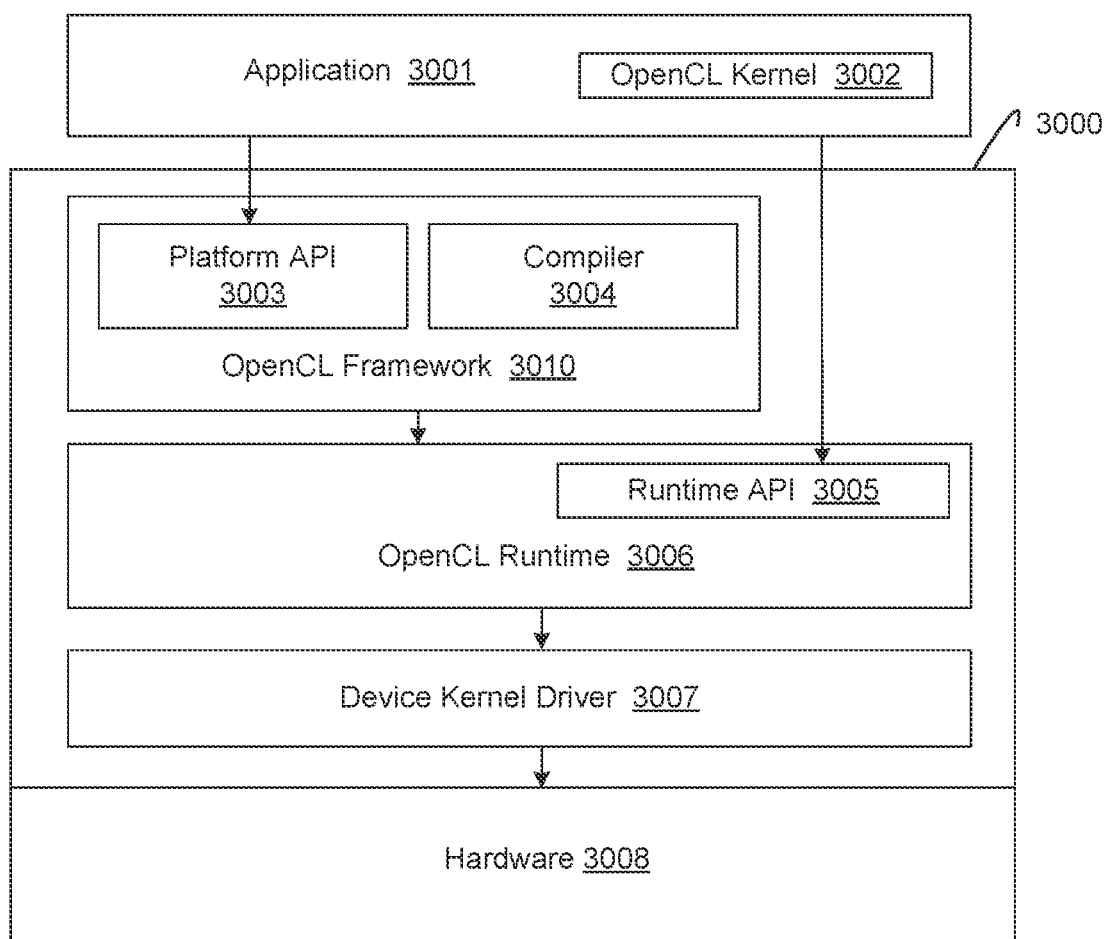 Application 3001
OpenCL Kernel 3002
3000
Platform API
3003
Compiler
3004
OpenCL Framework 3010
Runtime API 3005
OpenCL Runtime 3006
Device Kernel Driver 3007
Hardware 3008